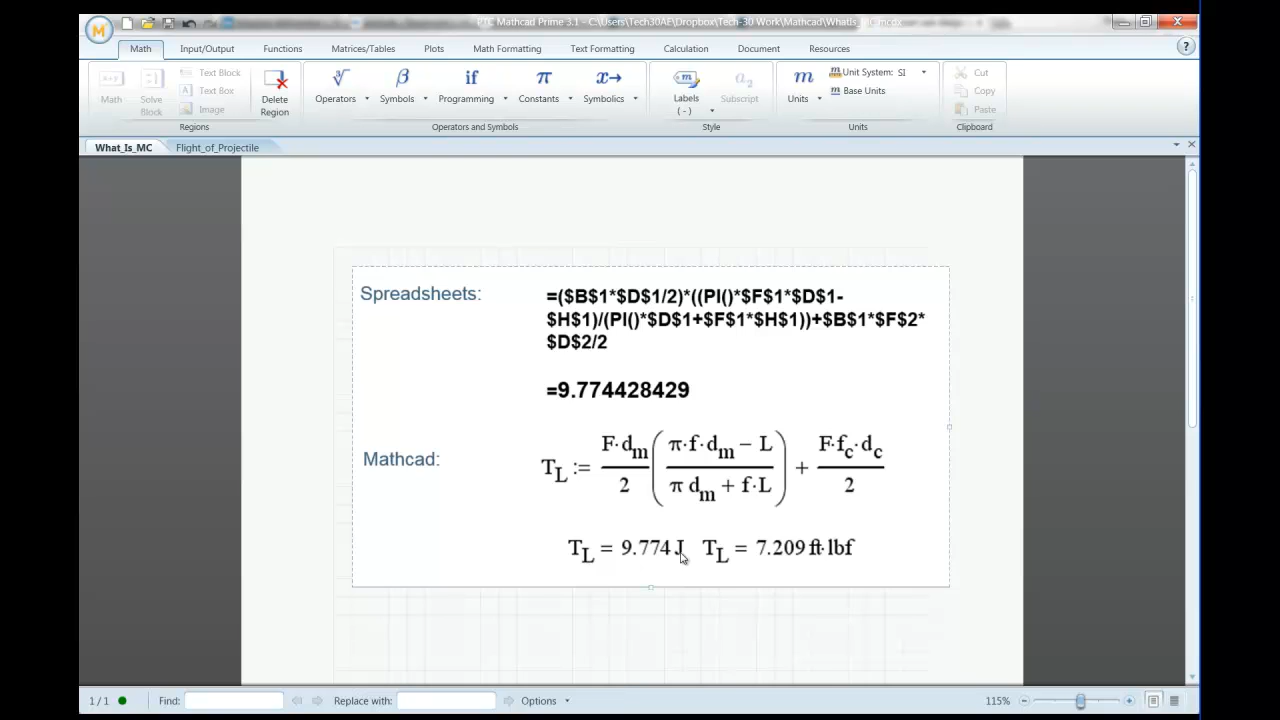 PTC Mathcad Prime 3.1 - C:\Users\Tech30AE\Dropbox\Tech-30 Work\Mathcad\WhatIs_MC.mcdx
Math Input/Output Functions Matrices/Tables Plots Math Formatting Text Formatting Calculation Document Resources
Math
Solve Block
Text Block
Text Box
Image
Delete Region
Regions
Operators
Symbols
if
Programming
π
Constants
Symbolics
Operators and Symbols
Labels
( - )
Subscript
Style
m
Units
Unit System: SI
Base Units
Units
Cut
Copy
Paste
Clipboard
What_Is_MC Flight_of_Projectile
Spreadsheets: =($B$1*$D$1/2)*((PI()*$F$1*$D$1-
$H$1)/(PI()*$D$1+$F$1*$H$1))+$B$1*$F$2*
$D$2/2
=9.774428429
Mathcad: T_L := F·d_m/2 (π·f·d_m − L / π d_m + f·L) + F·f_c·d_c/2
T_L = 9.774 J T_L = 7.209 ft·lbf
1 / 1 Find: Replace with: Options 115%